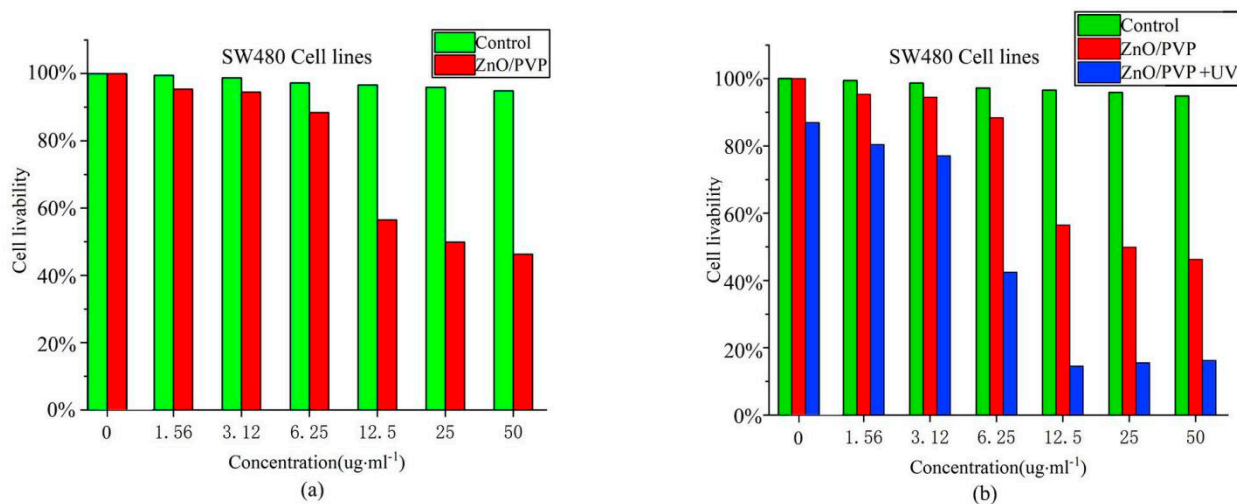 SW480 Cell lines
Control
ZnO/PVP
100%
80%
60%
40%
20%
0%
Cell livability
0 1.56 3.12 6.25 12.5 25 50
Concentration(ug·ml⁻¹)
(a)
SW480 Cell lines
Control
ZnO/PVP
ZnO/PVP +UV
100%
80%
60%
40%
20%
0%
Cell livability
0 1.56 3.12 6.25 12.5 25 50
Concentration(ug·ml⁻¹)
(b)